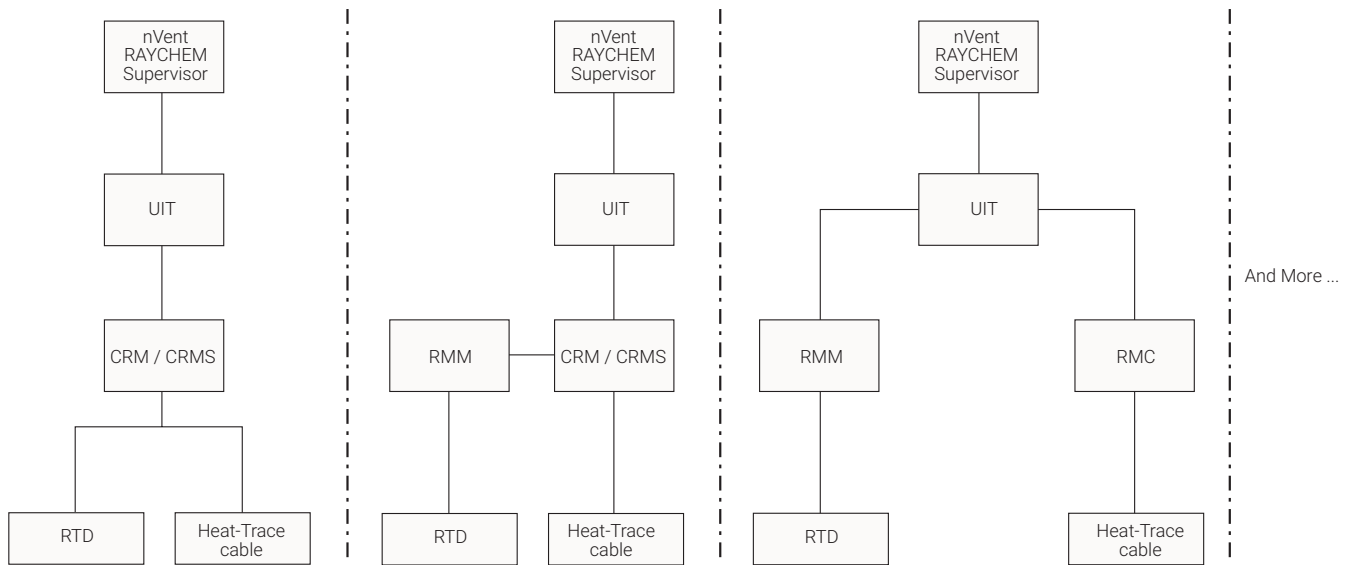 nVent
RAYCHEM
Supervisor
UIT
CRM / CRMS
RTD
Heat-Trace
cable
nVent
RAYCHEM
Supervisor
UIT
RMM
CRM / CRMS
RTD
Heat-Trace
cable
nVent
RAYCHEM
Supervisor
UIT
RMM
RMC
RTD
Heat-Trace
cable
And More ...